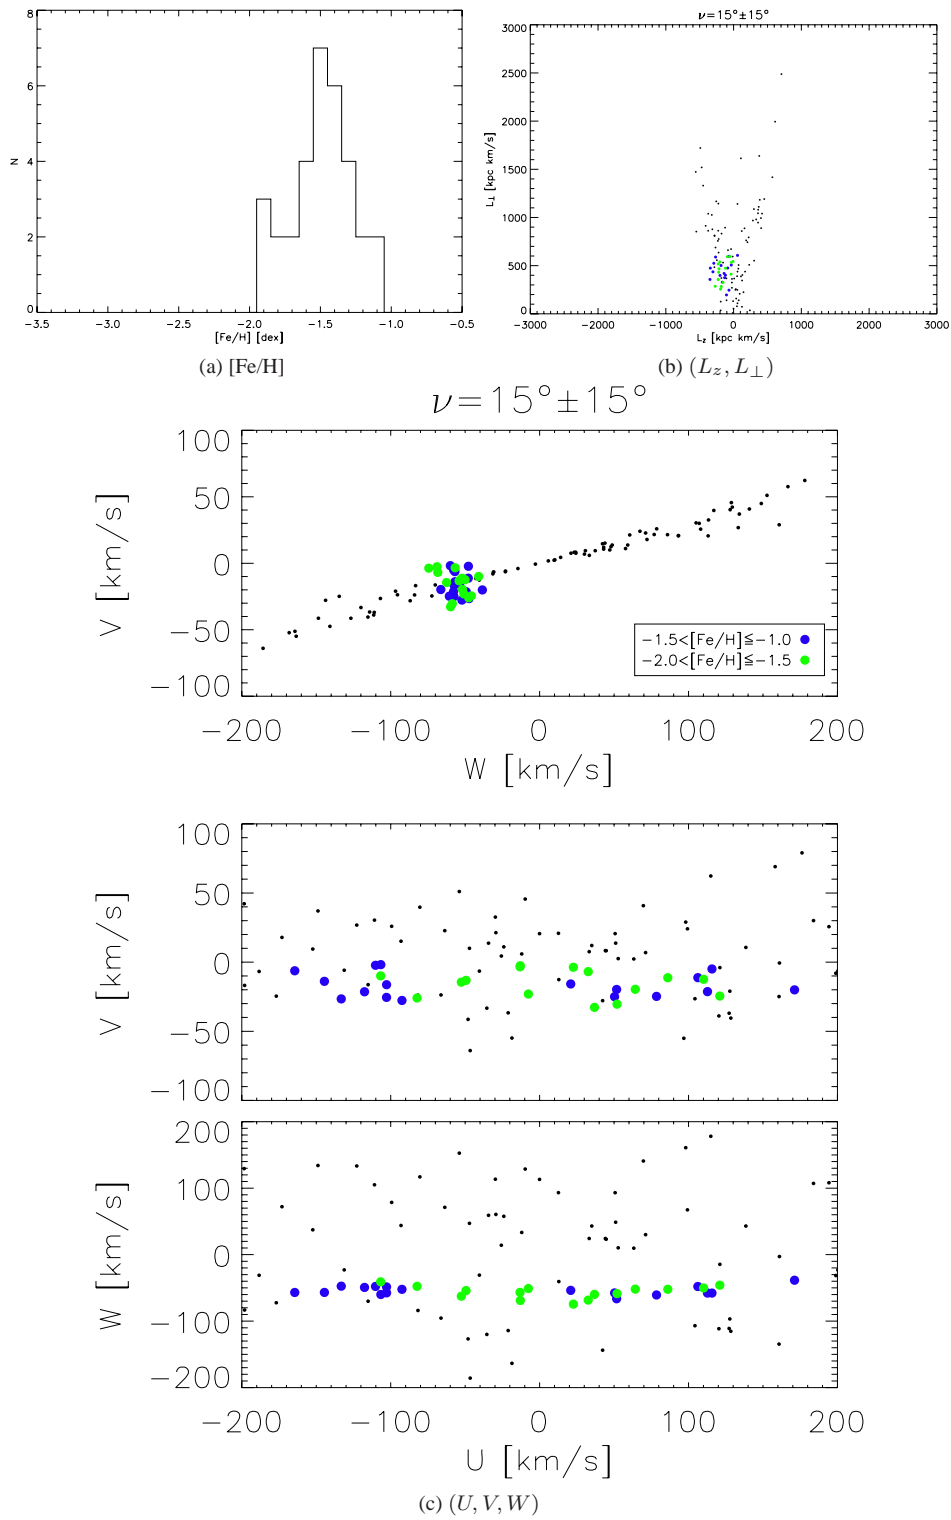 8
6
4
2
0
N
-3.5 -3.0 -2.5 -2.0 -1.5 -1.0 -0.5
[Fe/H] [dex]
(a) [Fe/H]
ν=15°±15°
3000
2500
2000
1500
1000
500
0
L⊥ [kpc km/s]
-3000 -2000 -1000 0 1000 2000 3000
Lz [kpc km/s]
(b) (Lz, L⊥)
ν=15°±15°
100
50
0
-50
-100
V [km/s]
-1.5<[Fe/H]≦-1.0
-2.0<[Fe/H]≦-1.5
-200 -100 0 100 200
W [km/s]
100
50
0
-50
-100
V [km/s]
200
100
0
-100
-200
W [km/s]
-200 -100 0 100 200
U [km/s]
(c) (U, V, W)